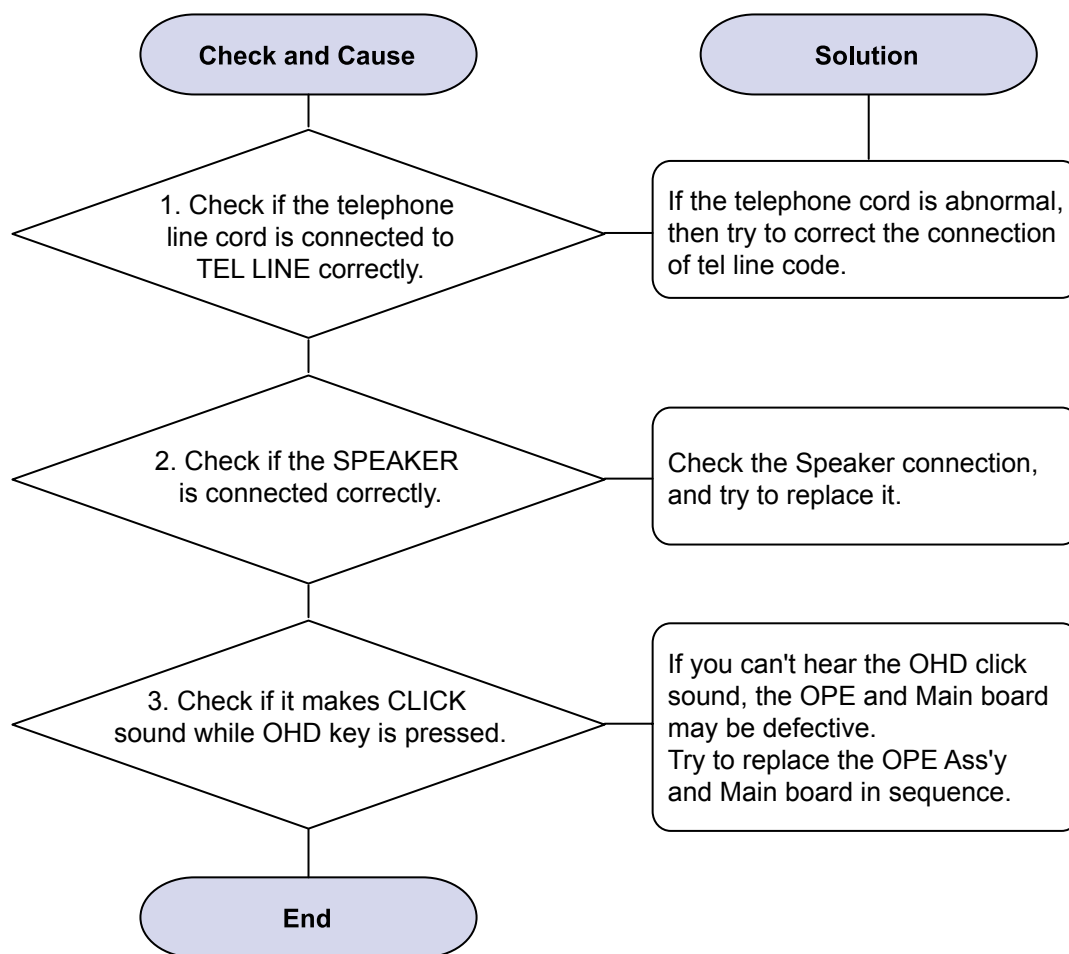 Check and Cause
Solution
1. Check if the telephone
line cord is connected to
TEL LINE correctly.
If the telephone cord is abnormal,
then try to correct the connection
of tel line code.
2. Check if the SPEAKER
is connected correctly.
Check the Speaker connection,
and try to replace it.
3. Check if it makes CLICK
sound while OHD key is pressed.
If you can't hear the OHD click
sound, the OPE and Main board
may be defective.
Try to replace the OPE Ass'y
and Main board in sequence.
End